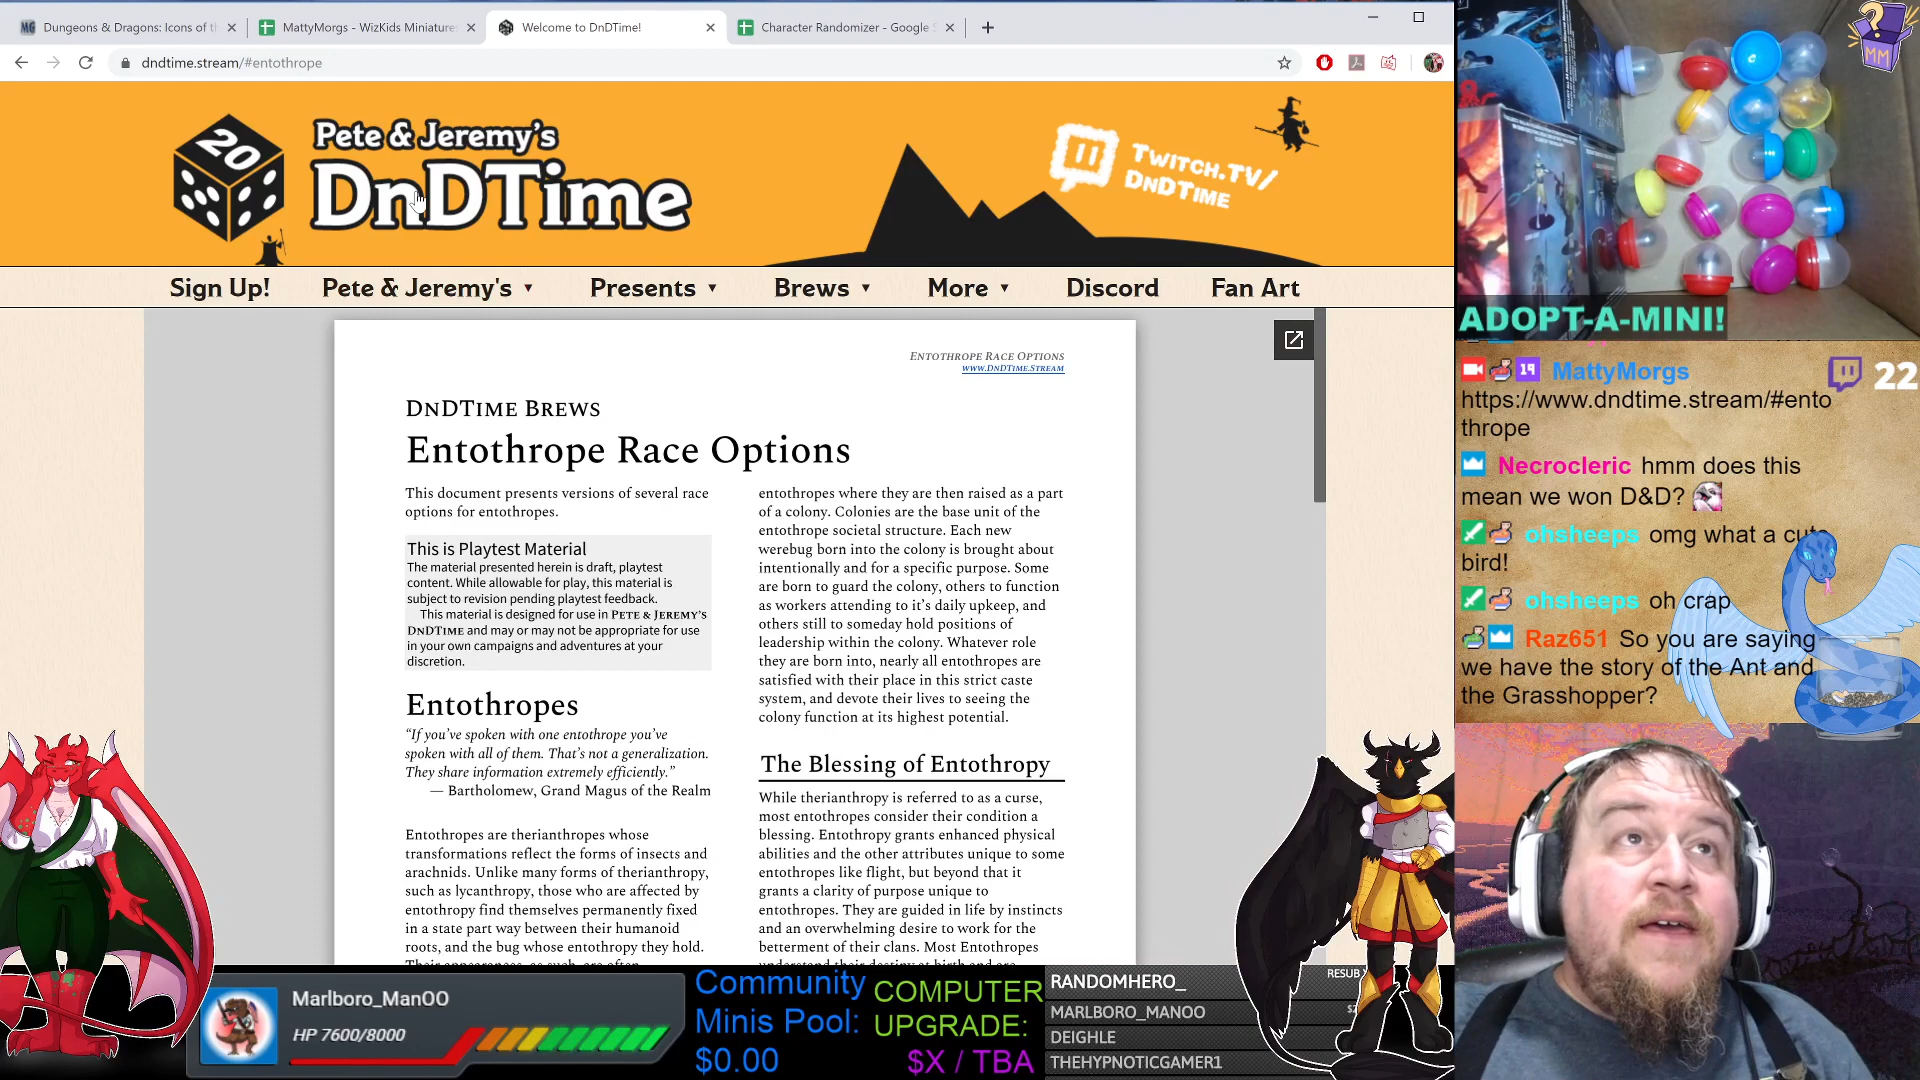 Dungeons & Dragons: Icons of th
MattyMorgs - WizKids Miniatures
Welcome to DnDTime!
Character Randomizer - Google S
dndtime.stream/#entothrope
20
Pete & Jeremy's
DnDTime
TWITCH.TV/
DNDTIME
Sign Up!
Pete & Jeremy's
Presents
Brews
More
Discord
Fan Art
ENTOTHROPE RACE OPTIONS
WWW.DNDTIME.STREAM
DNDTIME BREWS
Entothrope Race Options
This document presents versions of several race
options for entothropes.
This is Playtest Material
The material presented herein is draft, playtest
content. While allowable for play, this material is
subject to revision pending playtest feedback.
This material is designed for use in PETE & JEREMY'S
DNDTIME and may or may not be appropriate for use
in your own campaigns and adventures at your
discretion.
Entothropes
“If you’ve spoken with one entothrope you’ve
spoken with all of them. That’s not a generalization.
They share information extremely efficiently.”
— Bartholomew, Grand Magus of the Realm
Entothropes are therianthropes whose
transformations reflect the forms of insects and
arachnids. Unlike many forms of therianthropy,
such as lycanthropy, those who are affected by
entothropy find themselves permanently fixed
in a state part way between their humanoid
roots, and the bug whose entothropy they hold.
Their appearance, as such, are often
entothropes where they are then raised as a part
of a colony. Colonies are the base unit of the
entothrope societal structure. Each new
werebug born into the colony is brought about
intentionally and for a specific purpose. Some
are born to guard the colony, others to function
as workers attending to it’s daily upkeep, and
others still to someday hold positions of
leadership within the colony. Whatever role
they are born into, nearly all entothropes are
satisfied with their place in this strict caste
system, and devote their lives to seeing the
colony function at its highest potential.
The Blessing of Entothropy
While therianthropy is referred to as a curse,
most entothropes consider their condition a
blessing. Entothropy grants enhanced physical
abilities and the other attributes unique to some
entothropes like flight, but beyond that it
grants a clarity of purpose unique to
entothropes. They are guided in life by instincts
and an overwhelming desire to work for the
betterment of their clans. Most Entothropes
understand their destiny at birth and are
MM
ADOPT-A-MINI!
19 MattyMorgs
22
https://www.dndtime.stream/#ento
thrope
Necrocleric hmm does this
mean we won D&D?
ohsheeps omg what a cute
bird!
ohsheeps oh crap
Raz651 So you are saying
we have the story of the Ant and
the Grasshopper?
Marlboro_Man00
HP 7600/8000
Community
Minis Pool:
$0.00
COMPUTER
UPGRADE:
$X / TBA
RANDOMHERO_
RESUB
MARLBORO_MAN00
DEIGHLE
THEHYPNOTICGAMER1